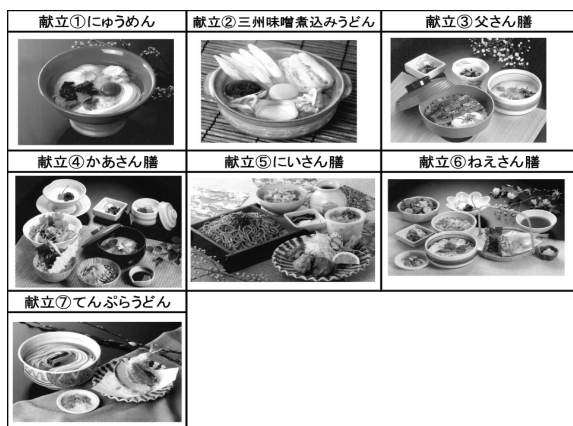 献立①にゅうめん
献立②三州味噌煮込みうどん
献立③父さん膳
献立④かあさん膳
献立⑤にいさん膳
献立⑥ねえさん膳
献立⑦てんぷらうどん